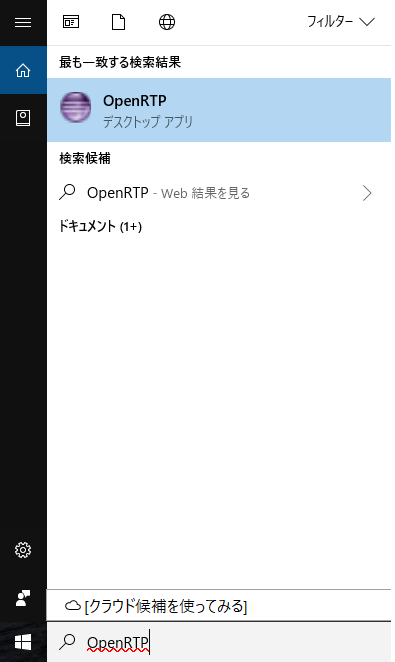 フィルター
最も一致する検索結果
OpenRTP
デスクトップ アプリ
検索候補
OpenRTP - Web 結果を見る
ドキュメント (1+)
[クラウド候補を使ってみる]
OpenRTP